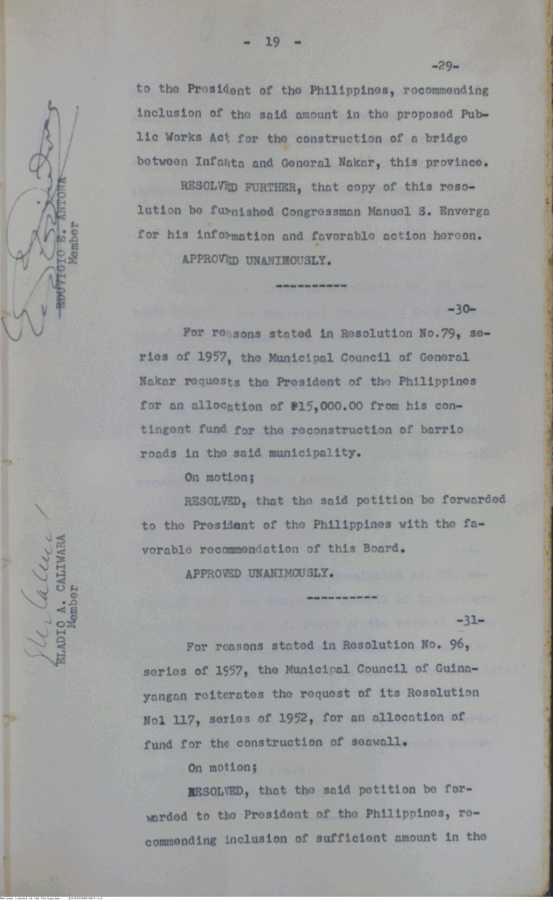 - 19 -
-29-
to the President of the Philippines, recommending
inclusion of the said amount in the proposed Pub-
lic Works Act for the construction of a bridge
between Infanta and General Nakar, this province.
RESOLVED FURTHER, that copy of this reso-
lution be furnished Congressman Manuel S. Enverga
for his information and favorable action hereon.
APPROVED UNANIMOUSLY.
----------
-30-
For reasons stated in Resolution No.79, se-
ries of 1957, the Municipal Council of General
Nakar requests the President of the Philippines
for an allocation of ₱15,000.00 from his con-
tingent fund for the reconstruction of barrio
roads in the said municipality.
On motion;
RESOLVED, that the said petition be forwarded
to the President of the Philippines with the fa-
vorable recommendation of this Board.
APPROVED UNANIMOUSLY.
----------
-31-
For reasons stated in Resolution No. 96,
series of 1957, the Municipal Council of Guina-
yangan reiterates the request of its Resolution
No1 117, series of 1952, for an allocation of
fund for the construction of seawall.
On motion;
RESOLVED, that the said petition be for-
warded to the President of the Philippines, re-
commending inclusion of sufficient amount in the
E. ANTONA
Member
ELADIO A. CALIWARA
Member